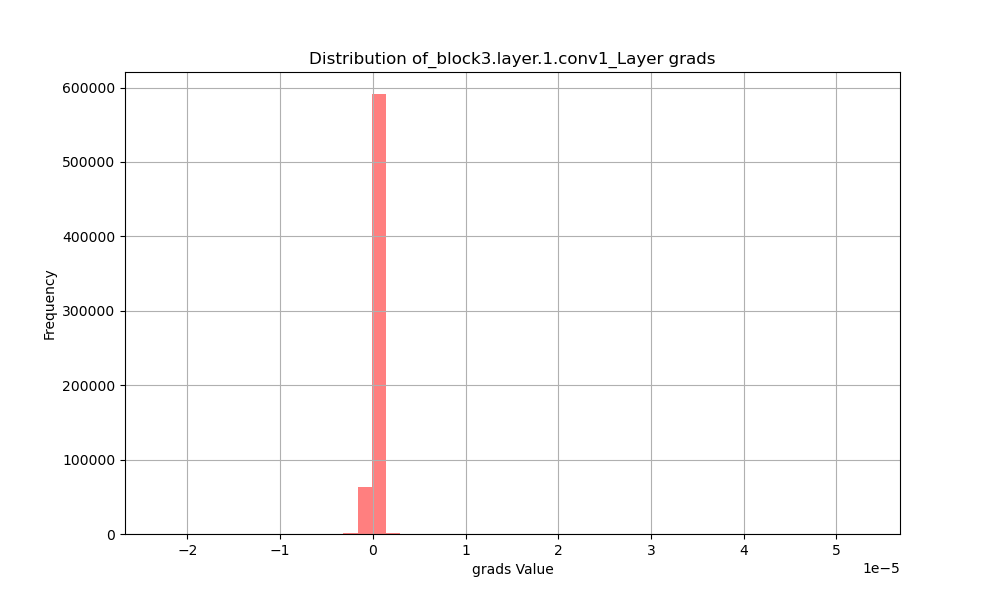 Distribution of_block3.layer.1.conv1_Layer grads
600000
500000
400000
300000
200000
100000
0
Frequency
−2 −1 0 1 2 3 4 5
1e−5
grads Value